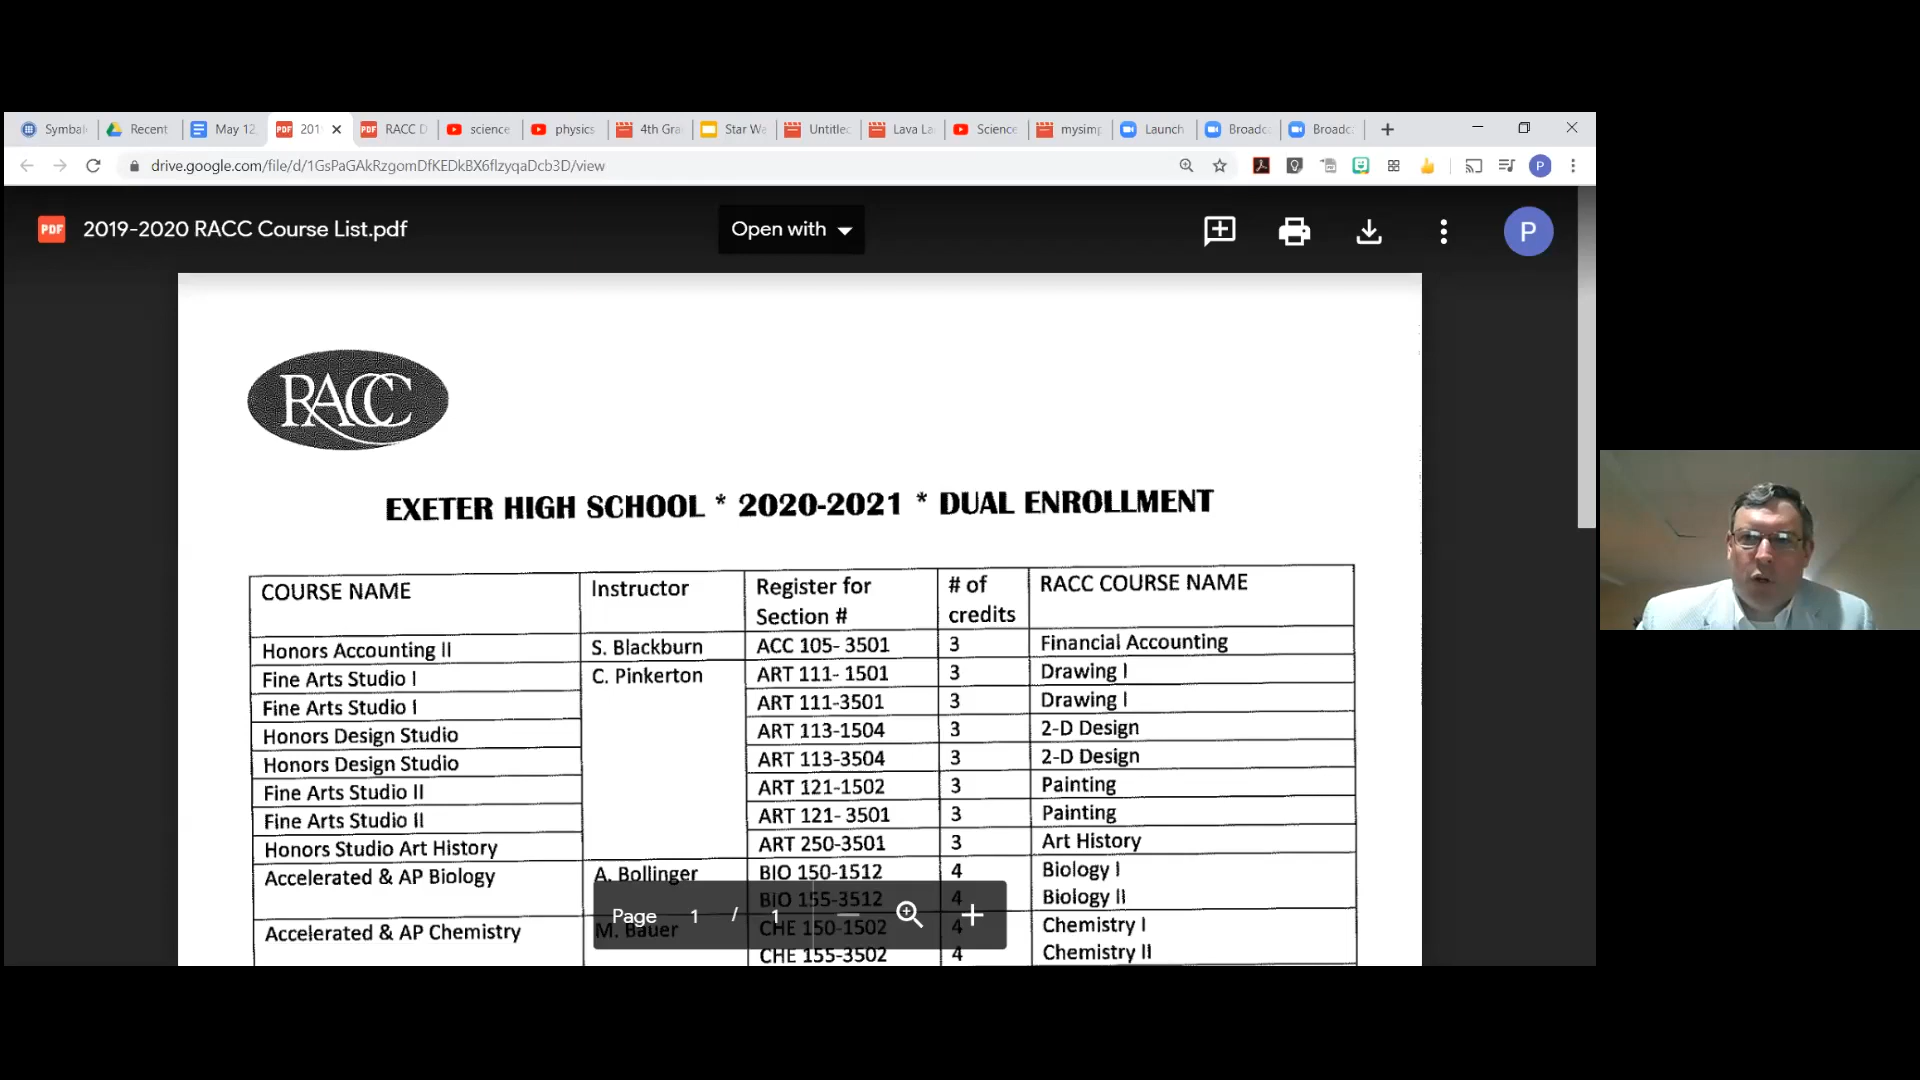 Symbal Recent May 12, 201 RACC D science physics 4th Gra Star Wa Untitlec Lava La Science mysimp Launch Broadc Broadc
drive.google.com/file/d/1GsPaGAkRzgomDfKEDkBX6flzyqaDcb3D/view
PDF 2019-2020 RACC Course List.pdf Open with P
RACC
EXETER HIGH SCHOOL * 2020-2021 * DUAL ENROLLMENT
COURSE NAME Instructor Register for Section # # of credits RACC COURSE NAME
Honors Accounting II S. Blackburn ACC 105- 3501 3 Financial Accounting
Fine Arts Studio I C. Pinkerton ART 111- 1501 3 Drawing I
Fine Arts Studio I ART 111-3501 3 Drawing I
Honors Design Studio ART 113-1504 3 2-D Design
Honors Design Studio ART 113-3504 3 2-D Design
Fine Arts Studio II ART 121-1502 3 Painting
Fine Arts Studio II ART 121- 3501 3 Painting
Honors Studio Art History ART 250-3501 3 Art History
Accelerated & AP Biology A. Bollinger BIO 150-1512 4 Biology I
BIO 155-3512 4 Biology II
Accelerated & AP Chemistry M. Bauer CHE 150-1502 4 Chemistry I
CHE 155-3502 4 Chemistry II
Page 1 / 1